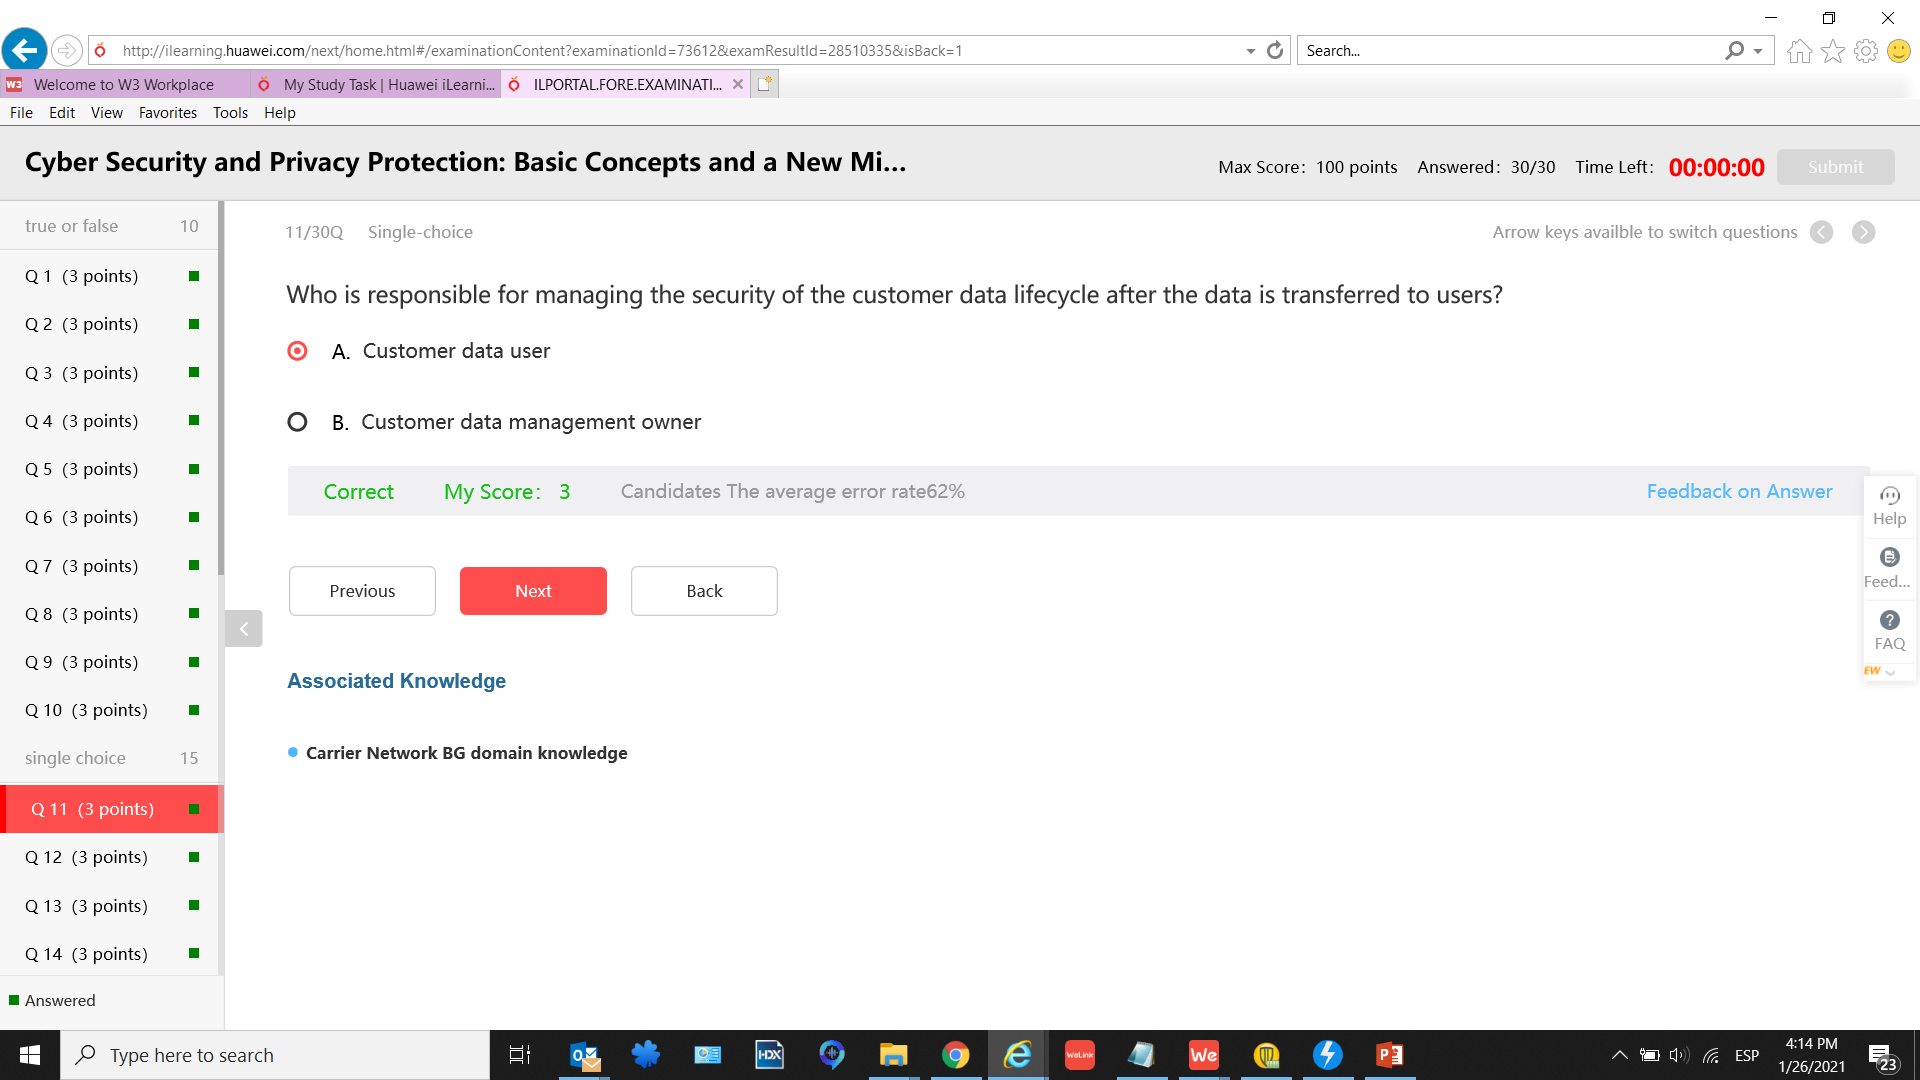 http://ilearning.huawei.com/next/home.html#/examinationContent?examinationId=73612&examResultId=28510335&isBack=1
Search...
W3 Welcome to W3 Workplace
My Study Task | Huawei iLearni...
ILPORTAL.FORE.EXAMINATI...
File Edit View Favorites Tools Help
Cyber Security and Privacy Protection: Basic Concepts and a New Mi...
Max Score: 100 points Answered: 30/30 Time Left: 00:00:00 Submit
true or false 10
Q 1 (3 points)
Q 2 (3 points)
Q 3 (3 points)
Q 4 (3 points)
Q 5 (3 points)
Q 6 (3 points)
Q 7 (3 points)
Q 8 (3 points)
Q 9 (3 points)
Q 10 (3 points)
single choice 15
Q 11 (3 points)
Q 12 (3 points)
Q 13 (3 points)
Q 14 (3 points)
Answered
11/30Q Single-choice
Arrow keys availble to switch questions
Who is responsible for managing the security of the customer data lifecycle after the data is transferred to users?
A. Customer data user
B. Customer data management owner
Correct My Score: 3 Candidates The average error rate62% Feedback on Answer
Previous Next Back
Associated Knowledge
Carrier Network BG domain knowledge
Help
Feed...
FAQ
EW
Type here to search
HDX
WeLink
We
ESP
4:14 PM
1/26/2021
23